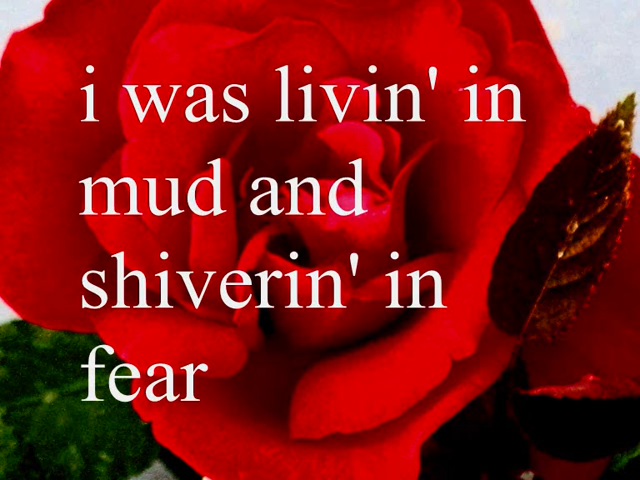 i was livin' in
mud and
shiverin' in
fear